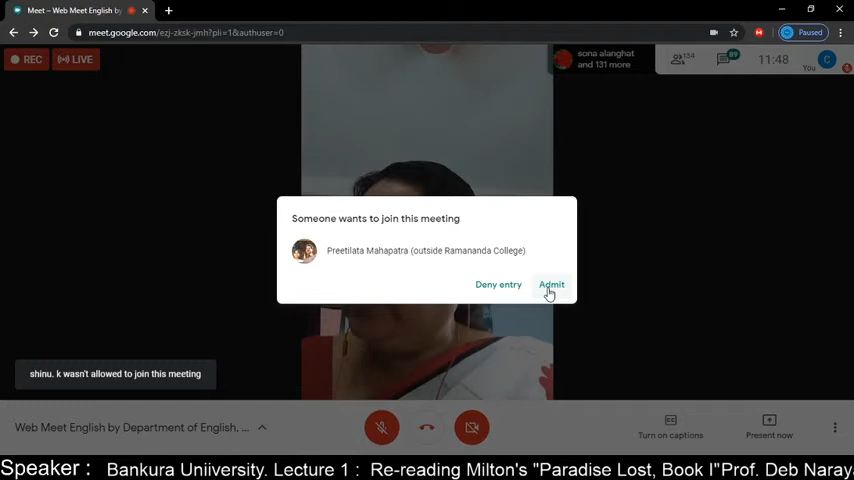 Meet – Web Meet English by
meet.google.com/ezj-zksk-jmh?pli=1&authuser=0
Paused
REC
LIVE
sona alanghat
and 131 more
134
89
11:48
You
C
Someone wants to join this meeting
Preetilata Mahapatra (outside Ramananda College)
Deny entry
Admit
shinu. k wasn't allowed to join this meeting
Web Meet English by Department of English, ...
Turn on captions
Present now
Speaker : Bankura Uniiversity. Lecture 1 : Re-reading Milton's "Paradise Lost, Book I"Prof. Deb Naray